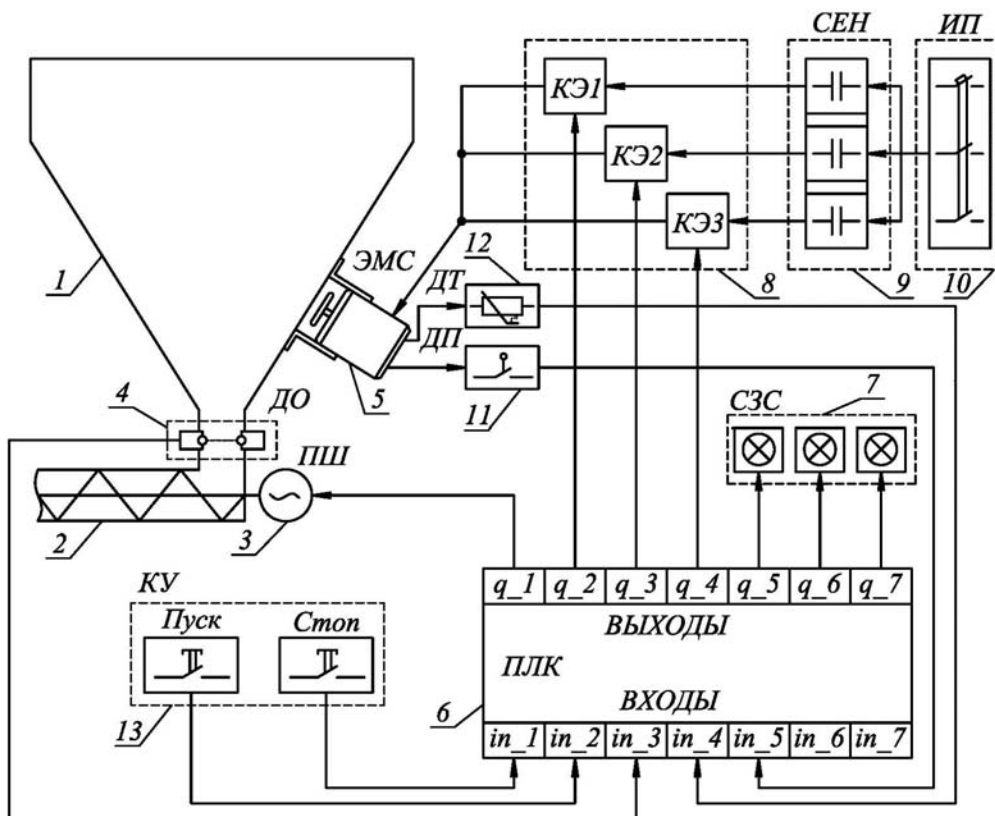 СЕН
ИП
КЭ1
КЭ2
КЭ3
ЭМС
12
ДТ
ДП
8
9
10
1
5
11
4
ДО
ПШ
СЗС
7
2
3
КУ
Пуск
Стоп
13
q_1 q_2 q_3 q_4 q_5 q_6 q_7
ВЫХОДЫ
ПЛК
6
ВХОДЫ
in_1 in_2 in_3 in_4 in_5 in_6 in_7